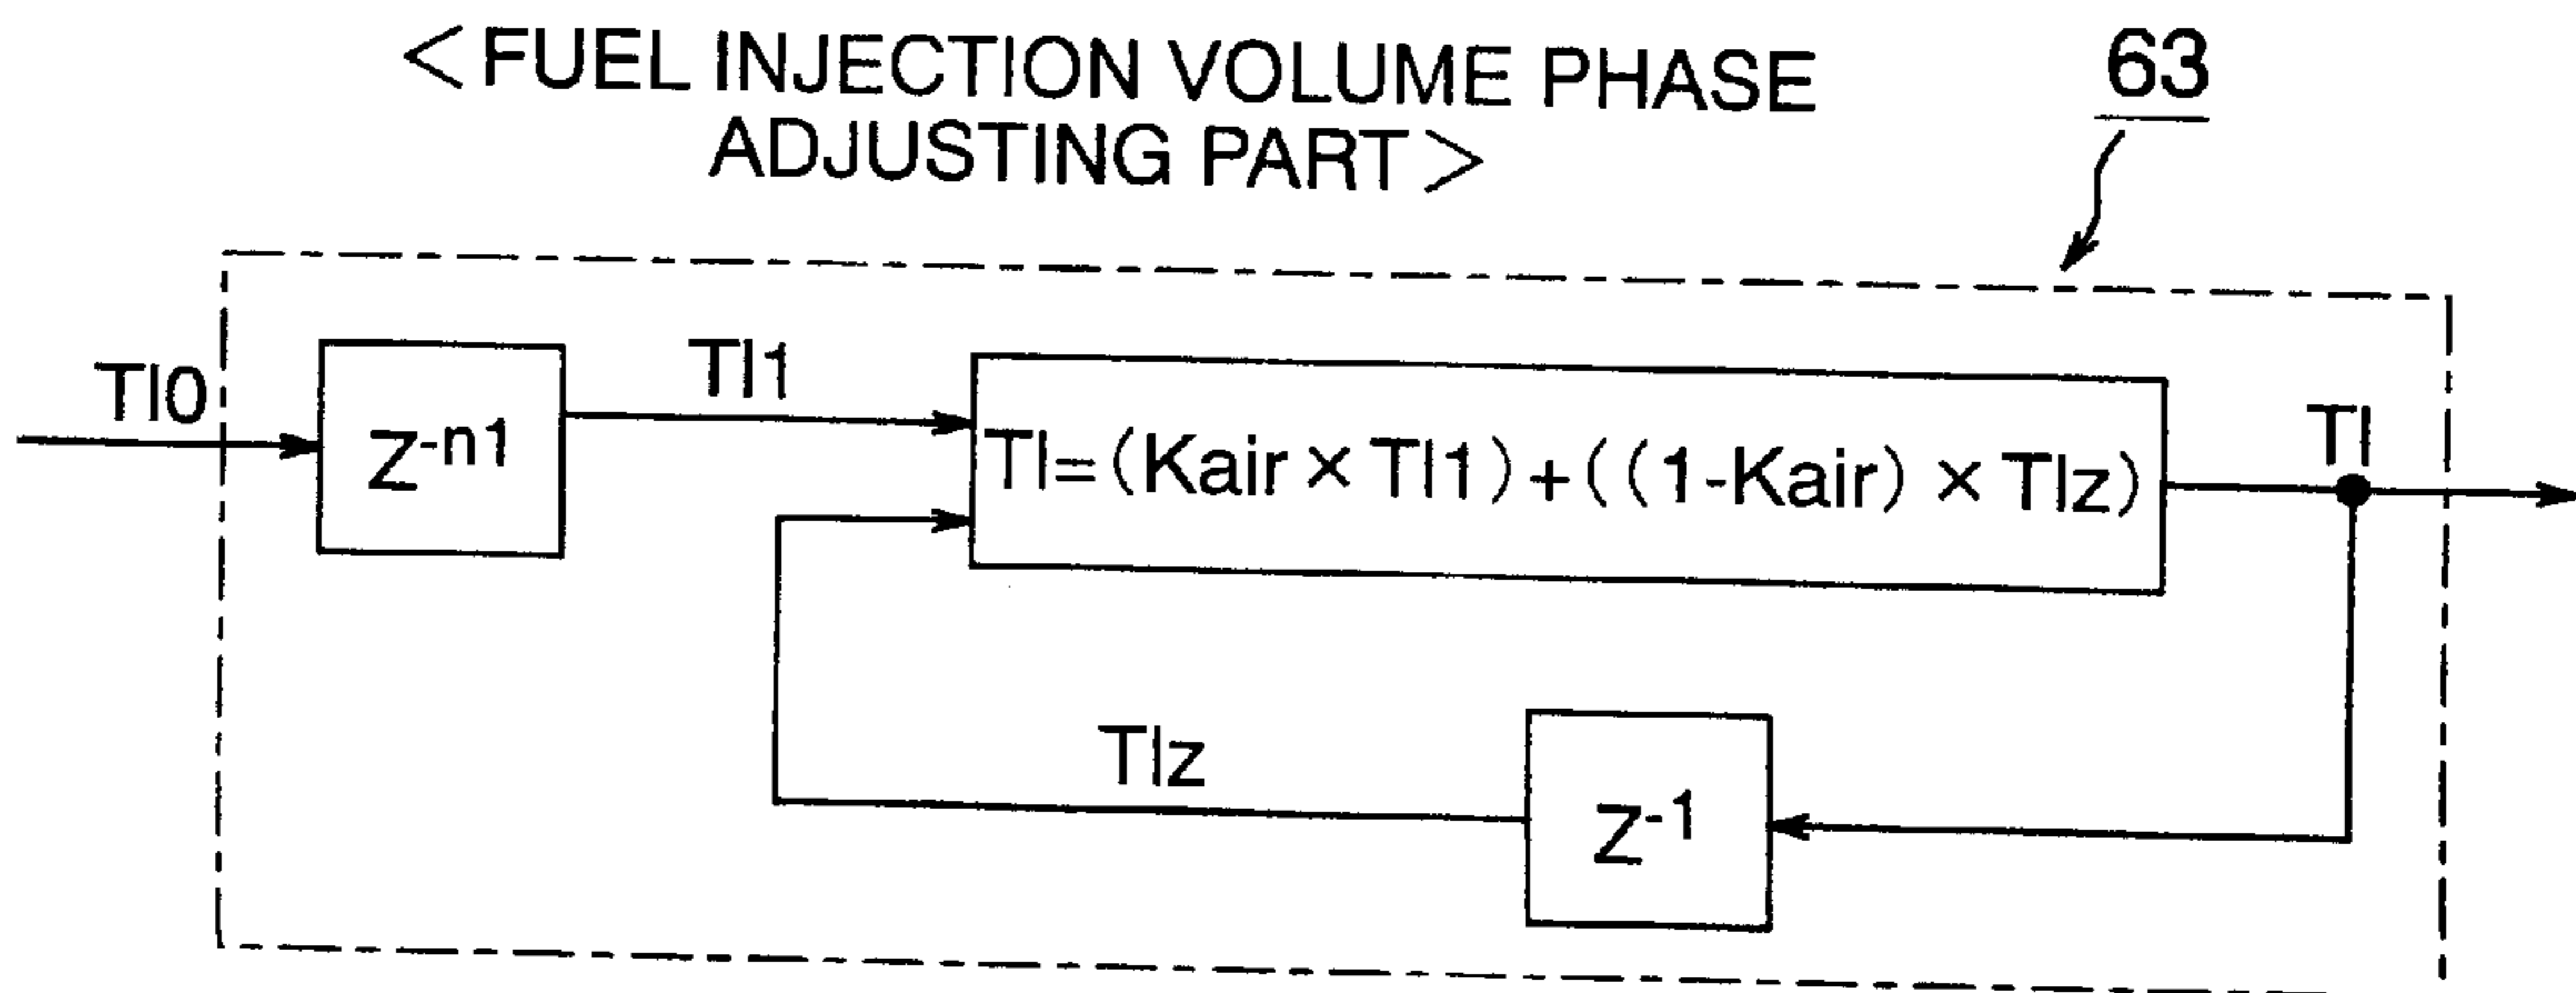 <FUEL INJECTION VOLUME PHASE
ADJUSTING PART>
63
TI0
Z-n1
TI1
TI=(Kair×TI1)+((1-Kair)×TIz)
TI
TIz
Z-1